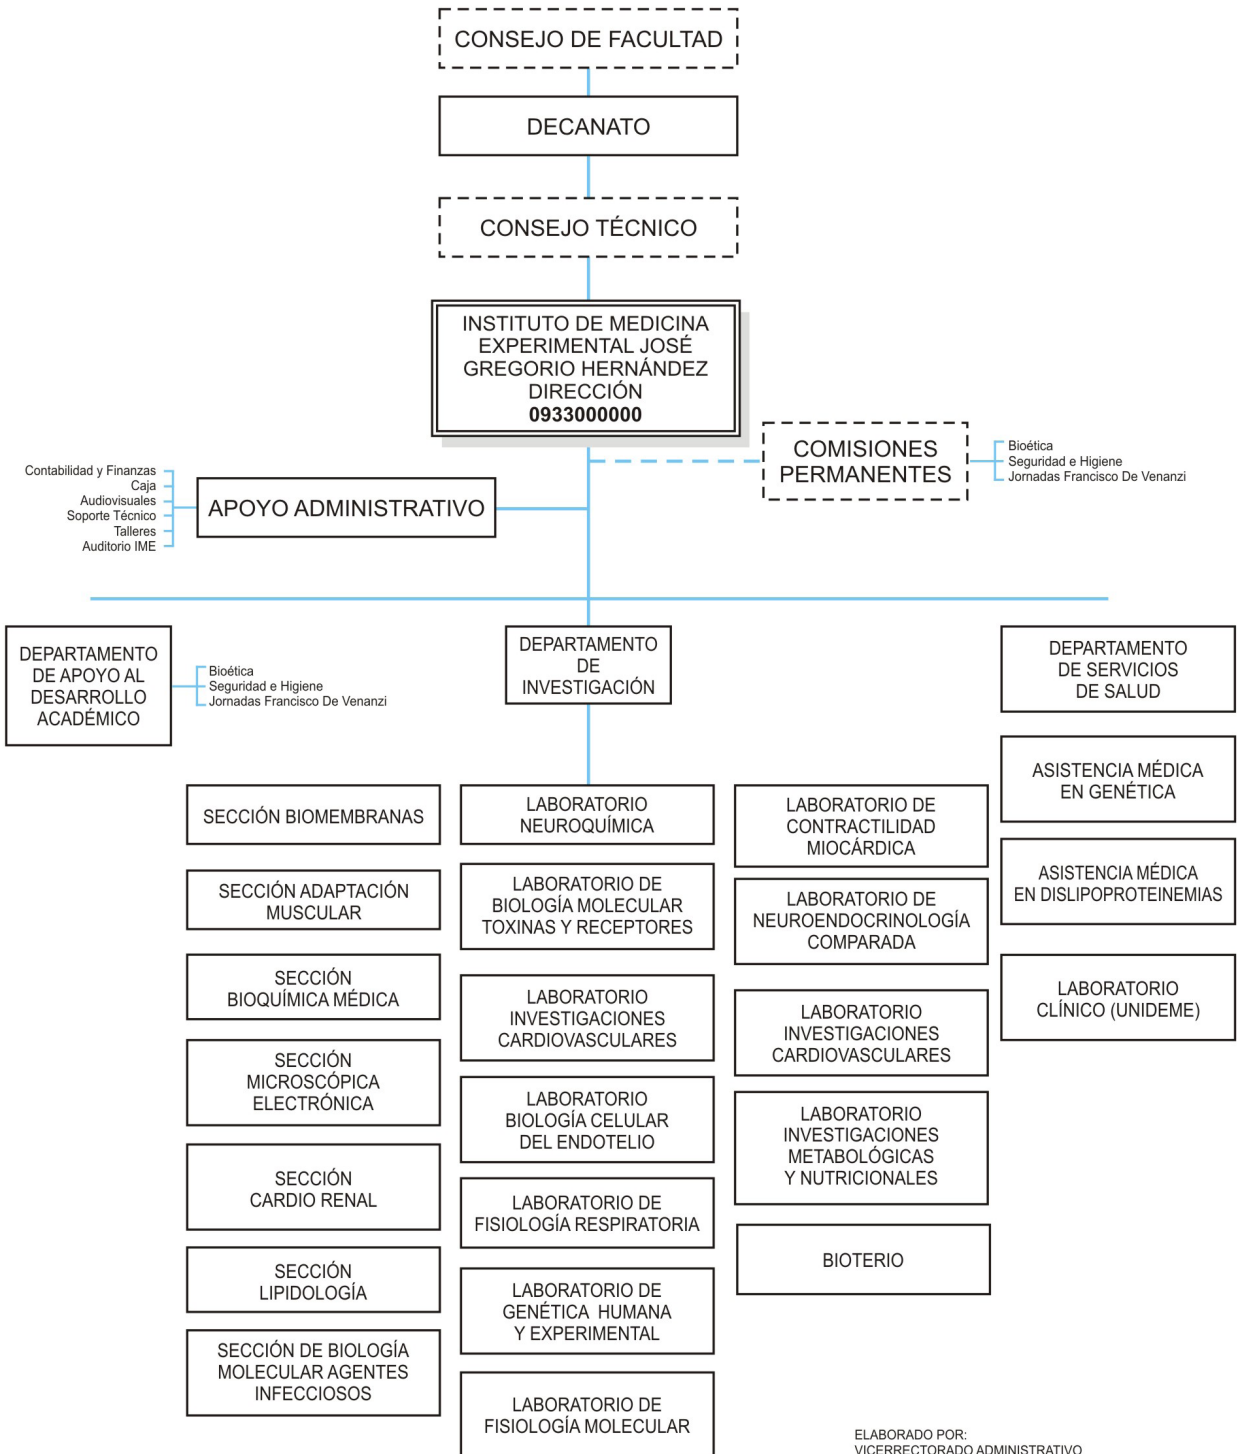 CONSEJO DE FACULTAD
DECANATO
CONSEJO TÉCNICO
INSTITUTO DE MEDICINA
EXPERIMENTAL JOSÉ
GREGORIO HERNÁNDEZ
DIRECCIÓN
0933000000
COMISIONES
PERMANENTES
Bioética
Seguridad e Higiene
Jornadas Francisco De Venanzi
Contabilidad y Finanzas
Caja
Audiovisuales
Soporte Técnico
Talleres
Auditorio IME
APOYO ADMINISTRATIVO
DEPARTAMENTO
DE APOYO AL
DESARROLLO
ACADÉMICO
Bioética
Seguridad e Higiene
Jornadas Francisco De Venanzi
DEPARTAMENTO
DE
INVESTIGACIÓN
DEPARTAMENTO
DE SERVICIOS
DE SALUD
SECCIÓN BIOMEMBRANAS
SECCIÓN ADAPTACIÓN
MUSCULAR
SECCIÓN
BIOQUÍMICA MÉDICA
SECCIÓN
MICROSCÓPICA
ELECTRÓNICA
SECCIÓN
CARDIO RENAL
SECCIÓN
LIPIDOLOGÍA
SECCIÓN DE BIOLOGÍA
MOLECULAR AGENTES
INFECCIOSOS
LABORATORIO
NEUROQUÍMICA
LABORATORIO DE
BIOLOGÍA MOLECULAR
TOXINAS Y RECEPTORES
LABORATORIO
INVESTIGACIONES
CARDIOVASCULARES
LABORATORIO
BIOLOGÍA CELULAR
DEL ENDOTELIO
LABORATORIO DE
FISIOLOGÍA RESPIRATORIA
LABORATORIO DE
GENÉTICA HUMANA
Y EXPERIMENTAL
LABORATORIO DE
FISIOLOGÍA MOLECULAR
LABORATORIO DE
CONTRACTILIDAD
MIOCÁRDICA
LABORATORIO DE
NEUROENDOCRINOLOGÍA
COMPARADA
LABORATORIO
INVESTIGACIONES
CARDIOVASCULARES
LABORATORIO
INVESTIGACIONES
METABOLÓGICAS
Y NUTRICIONALES
BIOTERIO
ASISTENCIA MÉDICA
EN GENÉTICA
ASISTENCIA MÉDICA
EN DISLIPOPROTEINEMIAS
LABORATORIO
CLÍNICO (UNIDEME)
ELABORADO POR:
VICERRECTORADO ADMINISTRATIVO